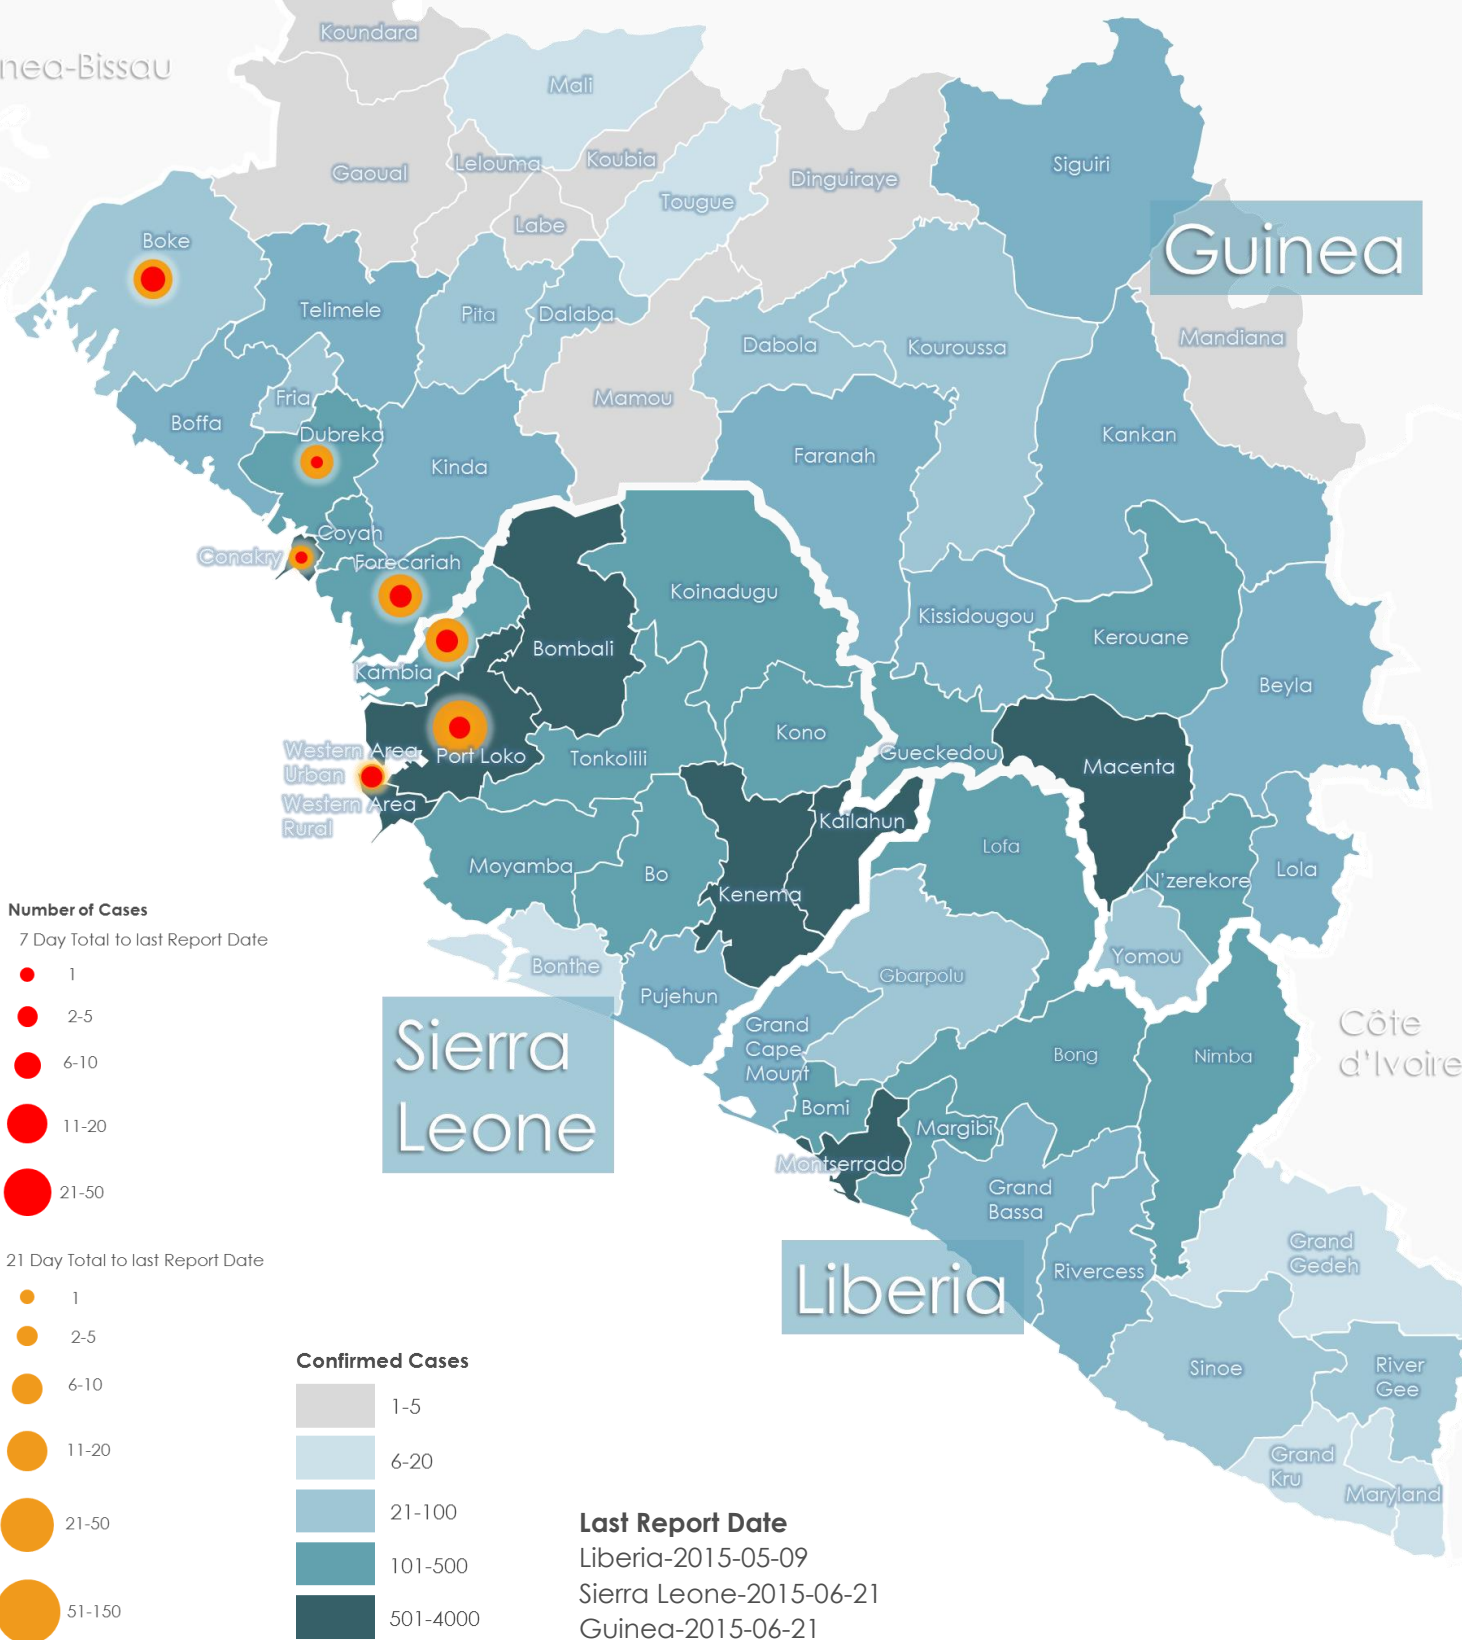 Koundara
nea-Bissau
Mali
Gaoual
Lelouma
Koubia
Dinguiraye
Siguiri
Tougue
Labe
Boke
Guinea
Telimele
Pita
Dalaba
Dabola
Kouroussa
Mandiana
Fria
Mamou
Boffa
Dubreka
Kinda
Faranah
Kankan
Coyah
Conakry
Forecariah
Koinadugu
Kissidougou
Kerouane
Bombali
Kambia
Beyla
Kono
Gueckedou
Western Area
Urban
Port Loko
Tonkolili
Macenta
Western Area
Rural
Kailahun
Lofa
Moyamba
Bo
Kenema
N'zerekore
Lola
Bonthe
Pujehun
Gbarpolu
Yomou
Grand
Cape
Mount
Bong
Nimba
Côte
d'Ivoire
Sierra
Leone
Bomi
Margibi
Montserrado
Grand
Bassa
Grand
Gedeh
Liberia
Rivercess
Sinoe
River
Gee
Grand
Kru
Maryland
Number of Cases
7 Day Total to last Report Date
1
2-5
6-10
11-20
21-50
21 Day Total to last Report Date
1
2-5
6-10
11-20
21-50
51-150
Confirmed Cases
1-5
6-20
21-100
101-500
501-4000
Last Report Date
Liberia-2015-05-09
Sierra Leone-2015-06-21
Guinea-2015-06-21